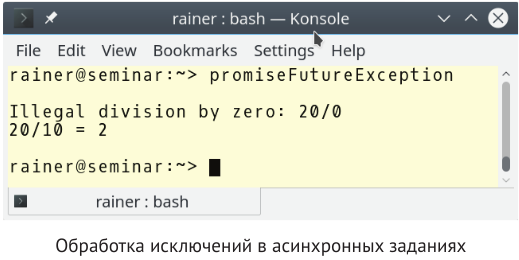 rainer : bash — Konsole
File Edit View Bookmarks Settings Help
rainer@seminar:~> promiseFutureException
Illegal division by zero: 20/0
20/10 = 2
rainer@seminar:~>
rainer : bash
Обработка исключений в асинхронных заданиях